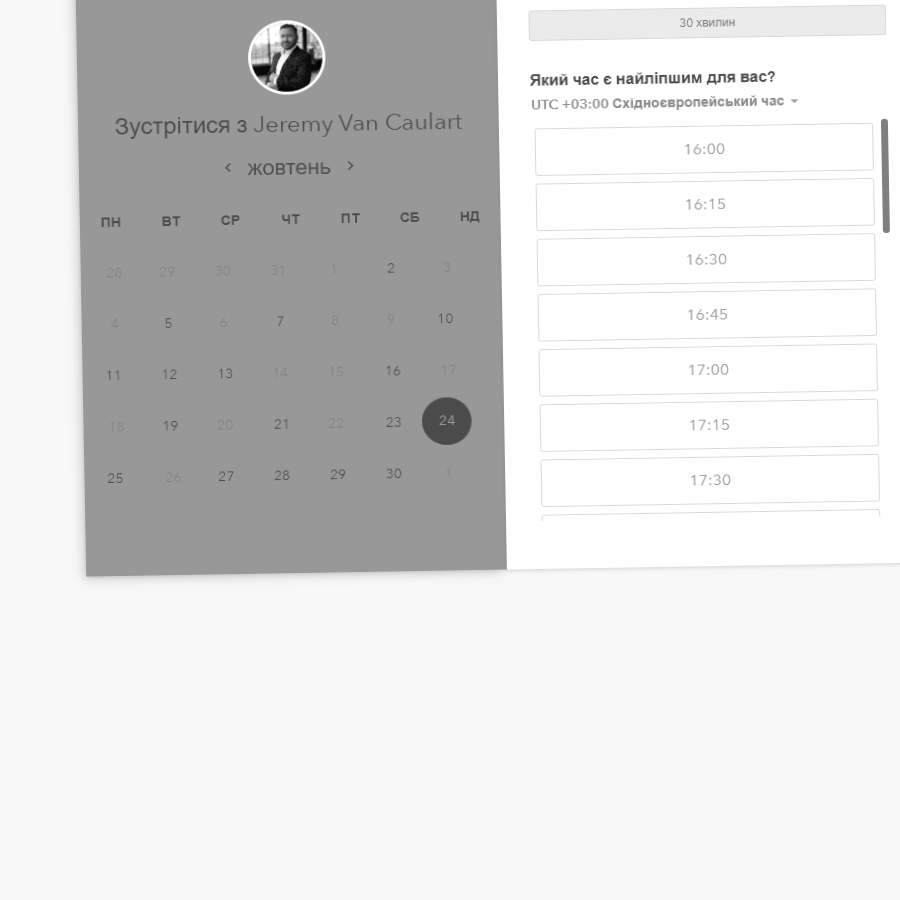 Зустрітися з Jeremy Van Caulart
жовтень
ПН ВТ СР ЧТ ПТ СБ НД
28 29 30 31 1 2 3
4 5 6 7 8 9 10
11 12 13 14 15 16 17
18 19 20 21 22 23 24
25 26 27 28 29 30 1
30 хвилин
Який час є найліпшим для вас?
UTC +03:00 Східноєвропейський час
16:00
16:15
16:30
16:45
17:00
17:15
17:30